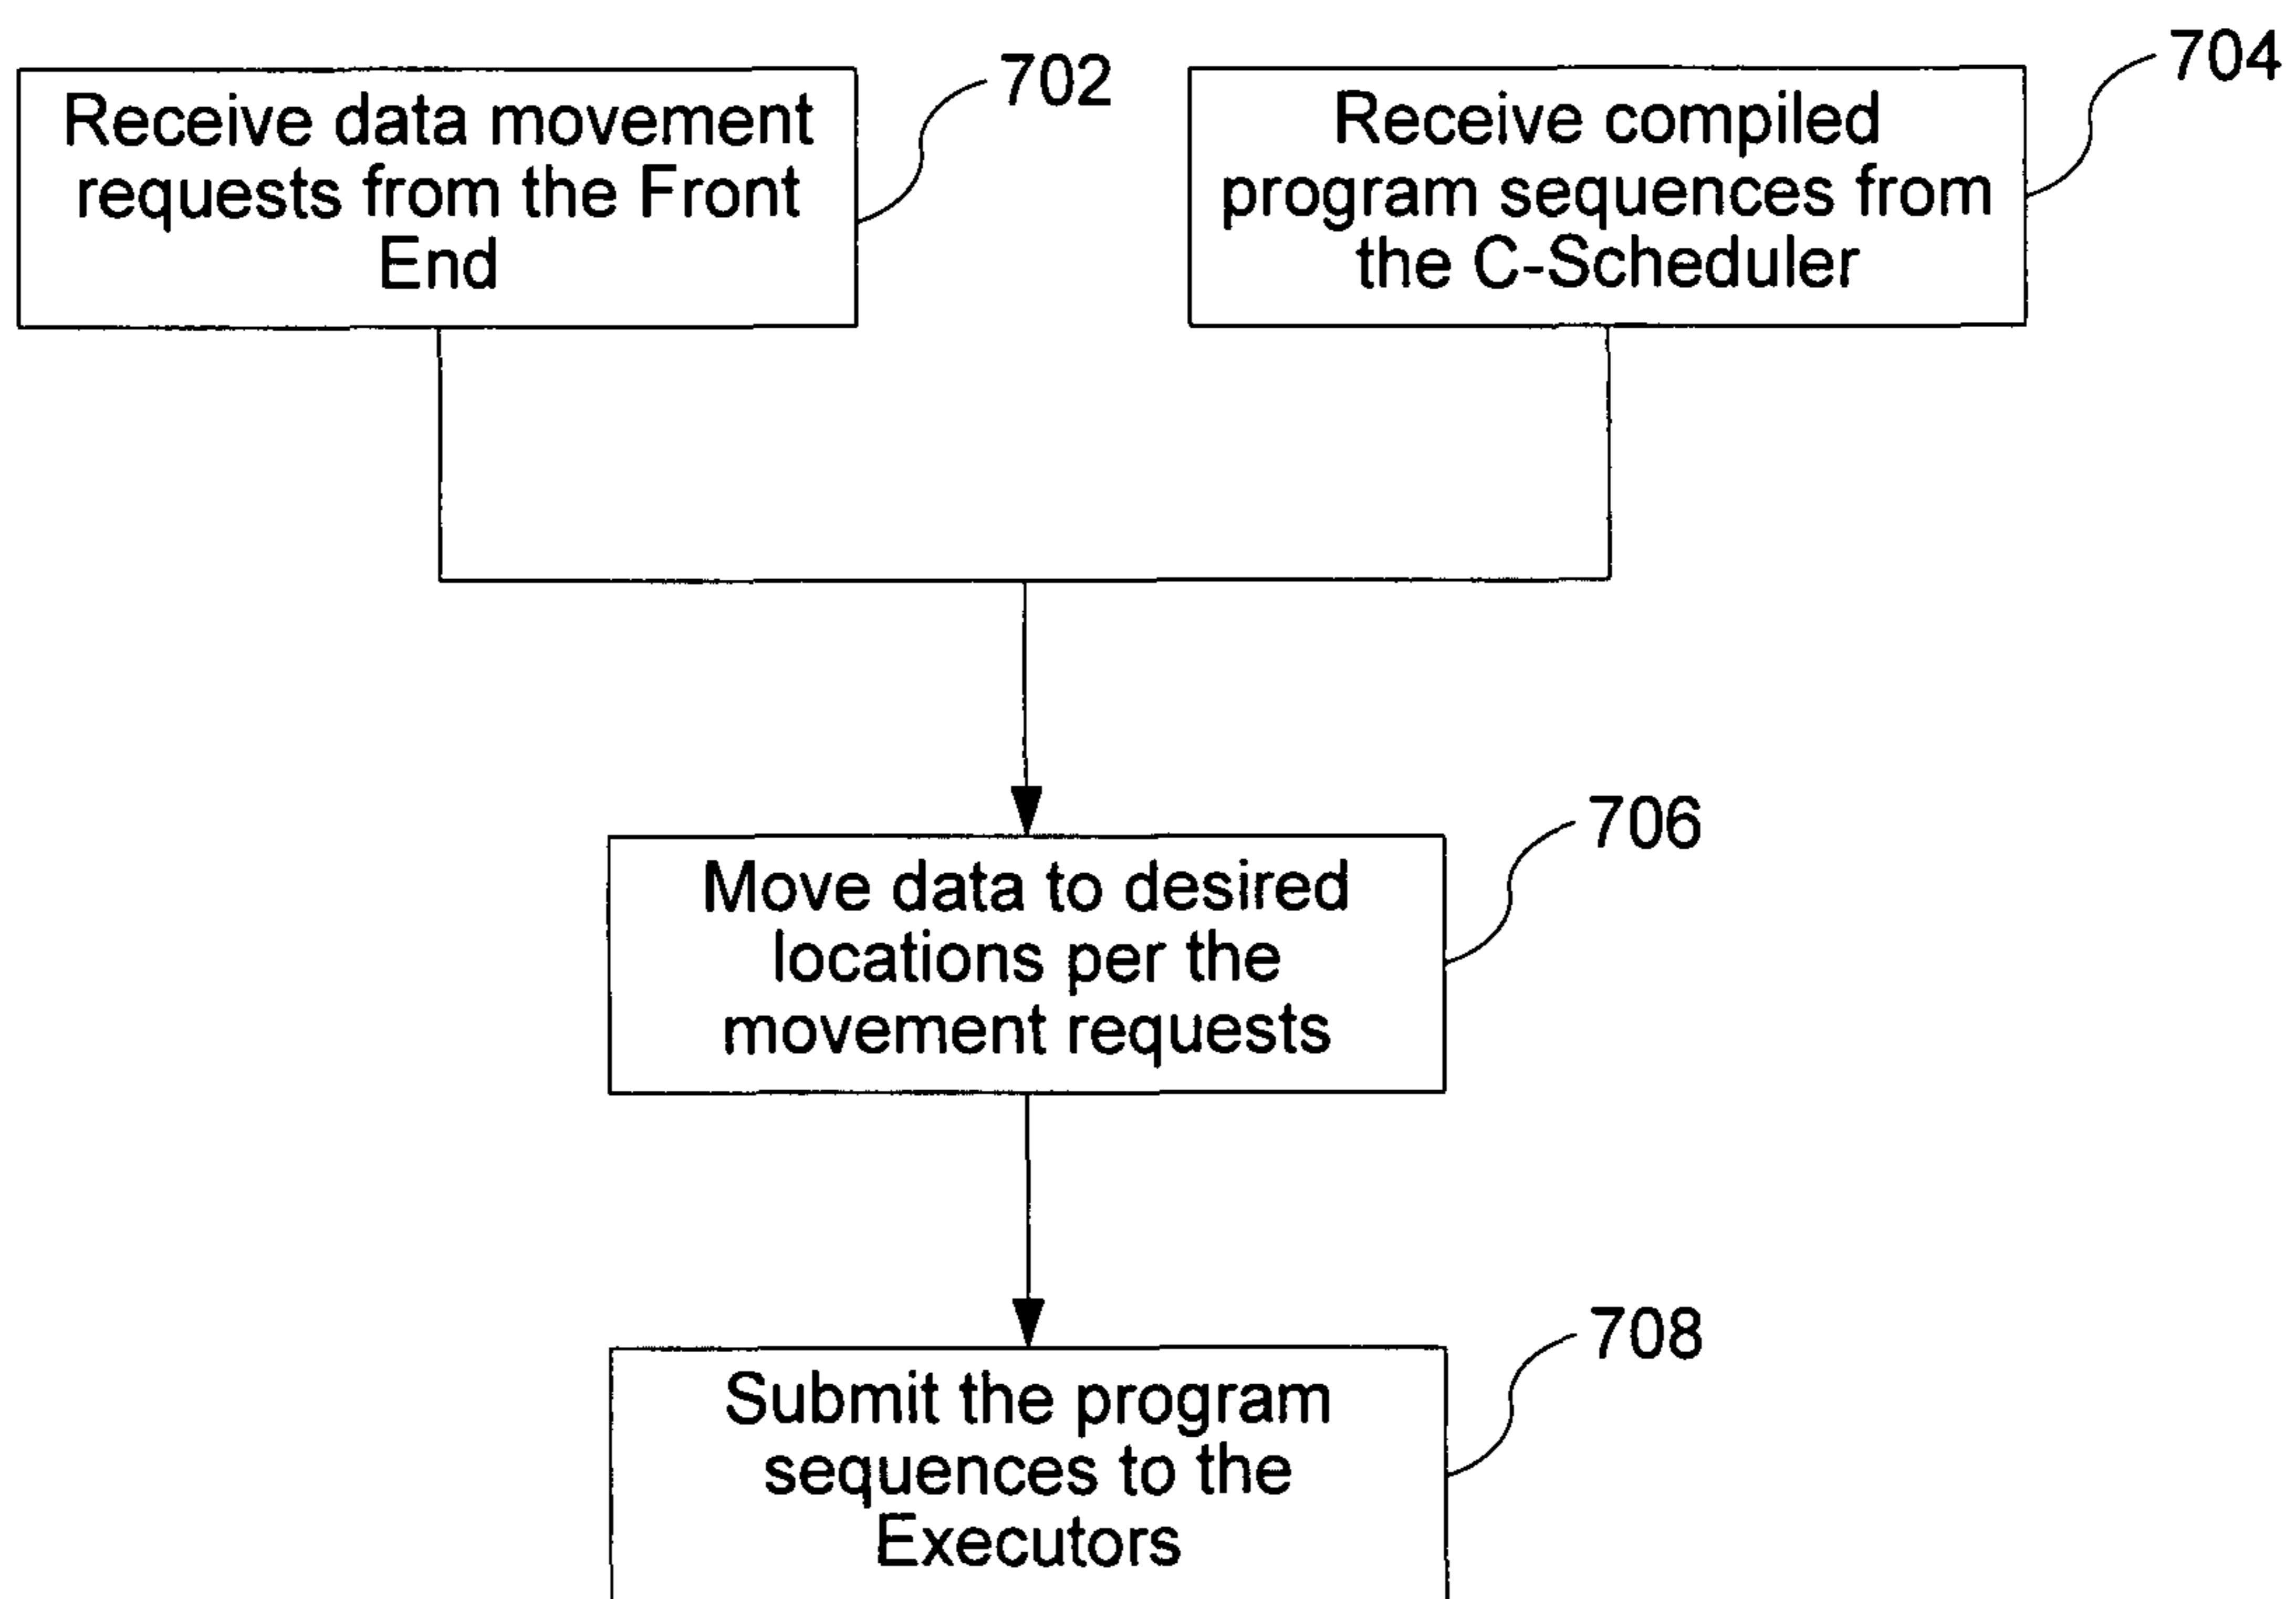 702
Receive data movement
requests from the Front
End
704
Receive compiled
program sequences from
the C-Scheduler
706
Move data to desired
locations per the
movement requests
708
Submit the program
sequences to the
Executors